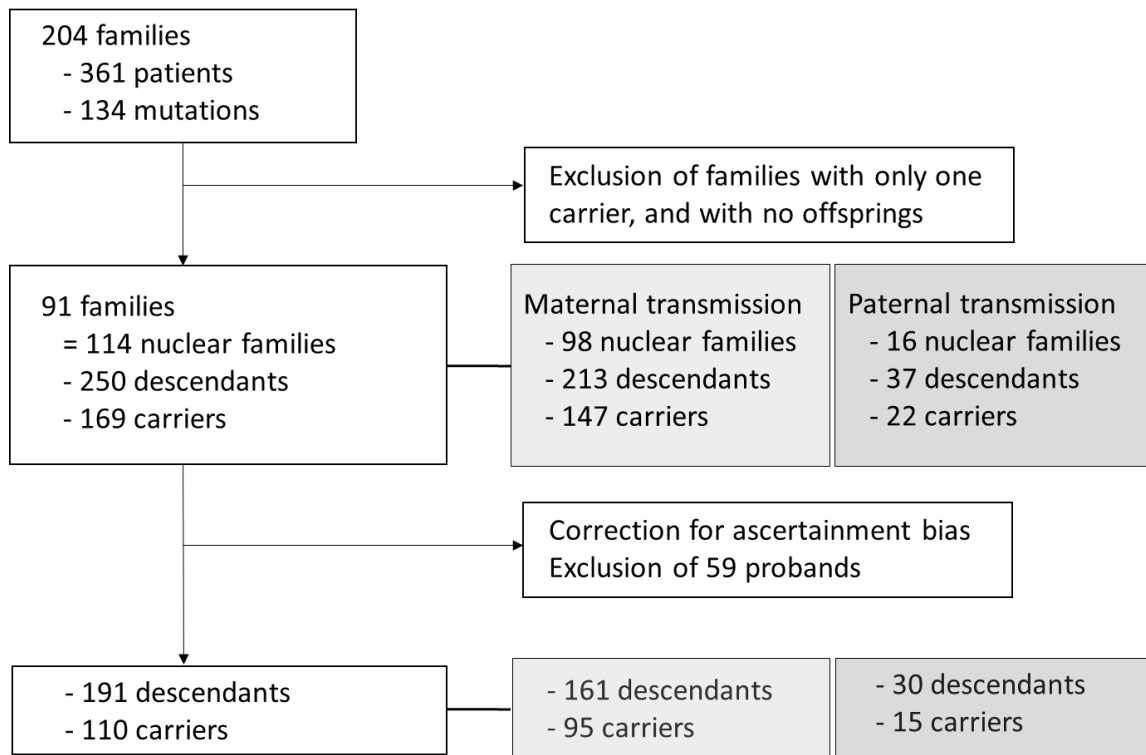 204 families
- 361 patients
- 134 mutations
Exclusion of families with only one
carrier, and with no offsprings
91 families
= 114 nuclear families
- 250 descendants
- 169 carriers
Maternal transmission
- 98 nuclear families
- 213 descendants
- 147 carriers
Paternal transmission
- 16 nuclear families
- 37 descendants
- 22 carriers
Correction for ascertainment bias
Exclusion of 59 probands
- 191 descendants
- 110 carriers
- 161 descendants
- 95 carriers
- 30 descendants
- 15 carriers